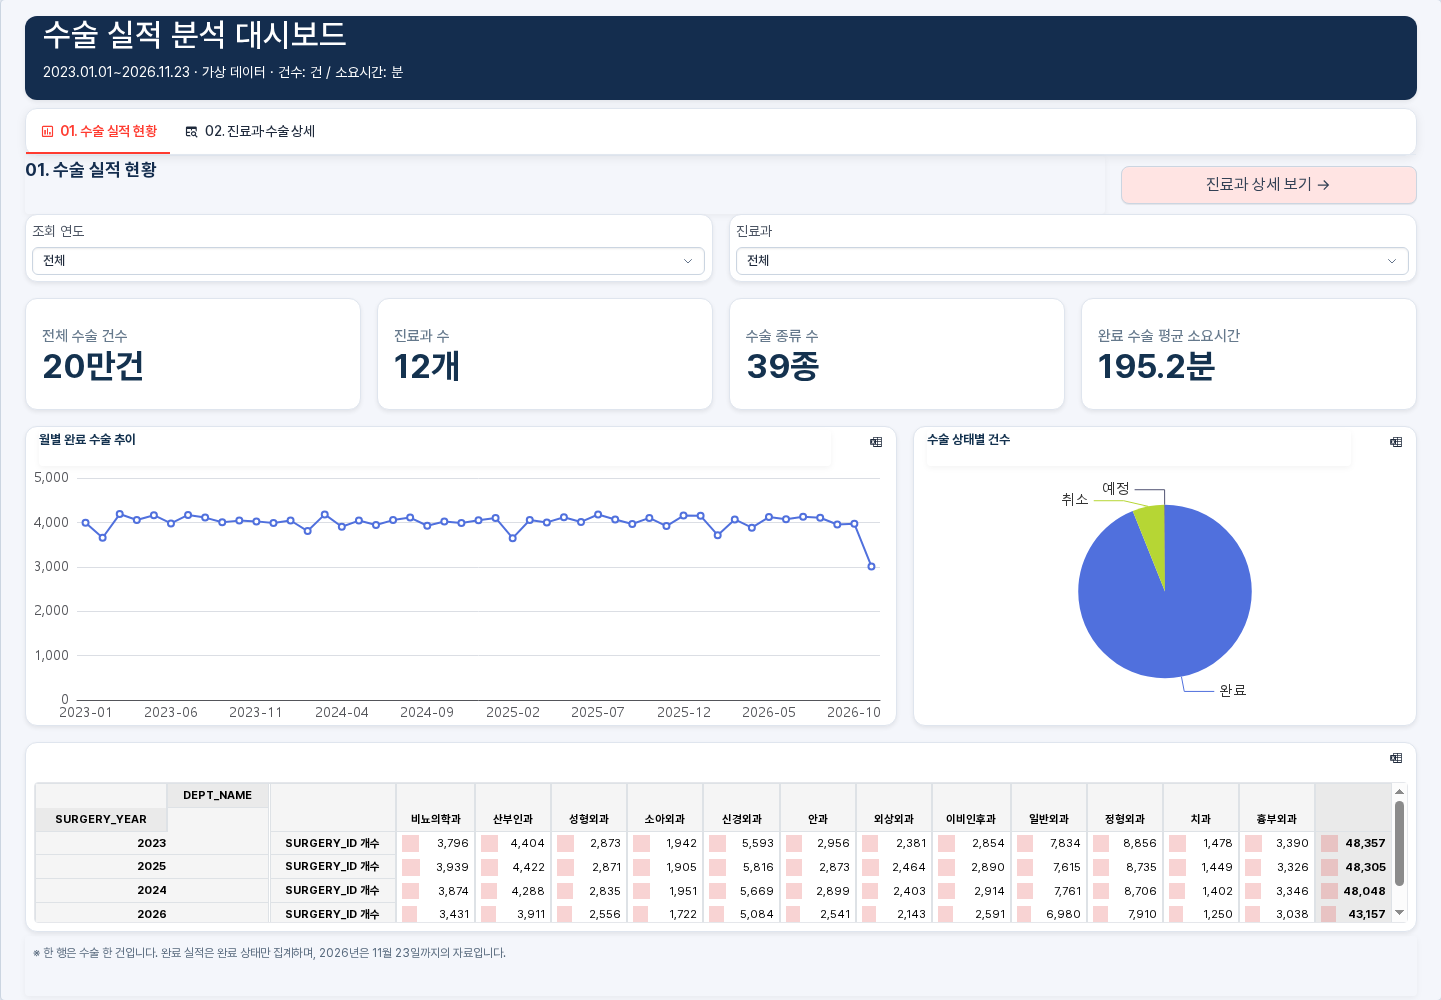 수술 실적 분석 대시보드
2023.01.01~2026.11.23 · 가상 데이터 · 건수: 건 / 소요시간: 분
01. 수술 실적 현황
02. 진료과 수술 상세
01. 수술 실적 현황
진료과 상세 보기 →
조회 연도
전체
진료과
전체
전체 수술 건수
20만건
진료과 수
12개
수술 종류 수
39종
완료 수술 평균 소요시간
195.2분
월별 완료 수술 추이
5,000
4,000
3,000
2,000
1,000
0
2023-01 2023-06 2023-11 2024-04 2024-09 2025-02 2025-07 2025-12 2026-05 2026-10
수술 상태별 건수
예정
취소
완료
DEPT_NAME
SURGERY_YEAR 비뇨의학과 산부인과 성형외과 소아외과 신경외과 안과 외상외과 이비인후과 일반외과 정형외과 치과 흉부외과
2023 SURGERY_ID 개수 3,796 4,404 2,873 1,942 5,593 2,956 2,381 2,854 7,834 8,856 1,478 3,390 48,357
2025 SURGERY_ID 개수 3,939 4,422 2,871 1,905 5,816 2,873 2,464 2,890 7,615 8,735 1,449 3,326 48,305
2024 SURGERY_ID 개수 3,874 4,288 2,835 1,951 5,669 2,899 2,403 2,914 7,761 8,706 1,402 3,346 48,048
2026 SURGERY_ID 개수 3,431 3,911 2,556 1,722 5,084 2,541 2,143 2,591 6,980 7,910 1,250 3,038 43,157
※ 한 행은 수술 한 건입니다. 완료 실적은 완료 상태만 집계하며, 2026년은 11월 23일까지의 자료입니다.